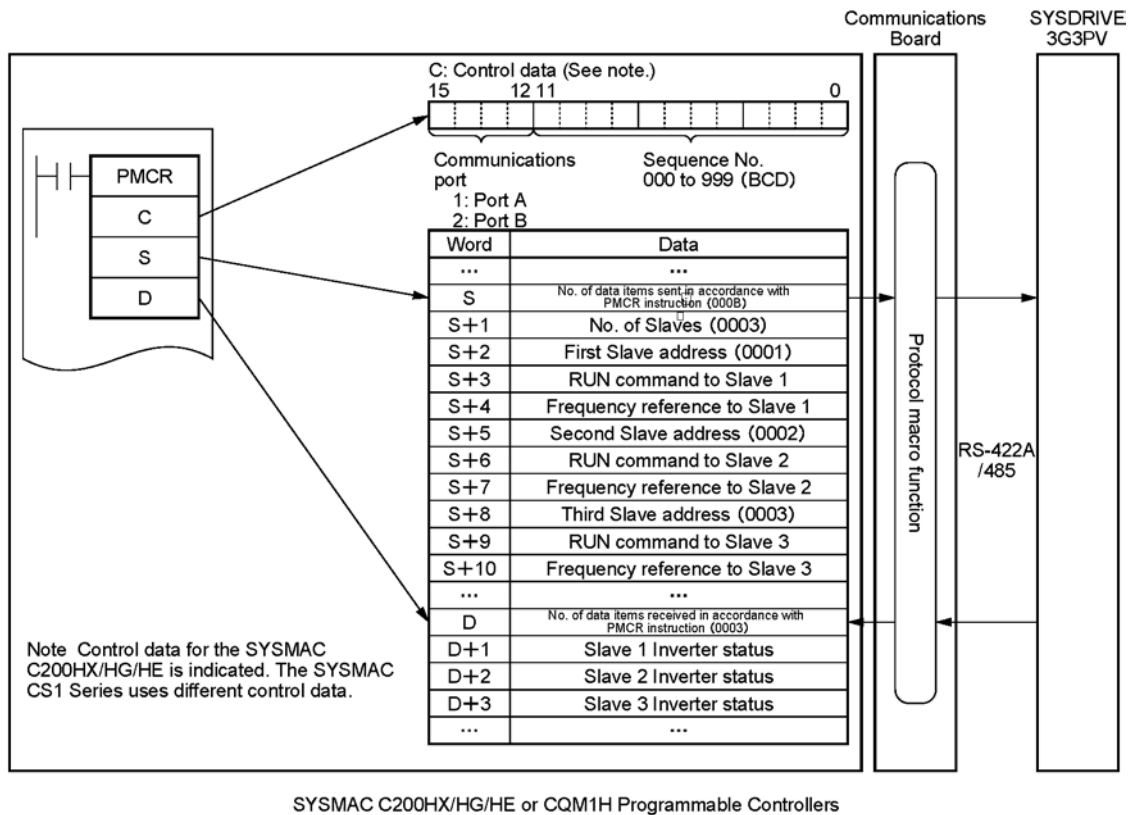 Communications
Board
SYSDRIVE
3G3PV
C: Control data (See note.)
15 12 11 0
Communications
port
1: Port A
2: Port B
Sequence No.
000 to 999 (BCD)
PMCR
C
S
D
Word Data
... ...
S No. of data items sent in accordance with
PMCR instruction (000B)
S+1 No. of Slaves (0003)
S+2 First Slave address (0001)
S+3 RUN command to Slave 1
S+4 Frequency reference to Slave 1
S+5 Second Slave address (0002)
S+6 RUN command to Slave 2
S+7 Frequency reference to Slave 2
S+8 Third Slave address (0003)
S+9 RUN command to Slave 3
S+10 Frequency reference to Slave 3
... ...
D No. of data items received in accordance with
PMCR instruction (0003)
D+1 Slave 1 Inverter status
D+2 Slave 2 Inverter status
D+3 Slave 3 Inverter status
... ...
Protocol macro function
RS-422A
/485
Note Control data for the SYSMAC
C200HX/HG/HE is indicated. The SYSMAC
CS1 Series uses different control data.
SYSMAC C200HX/HG/HE or CQM1H Programmable Controllers